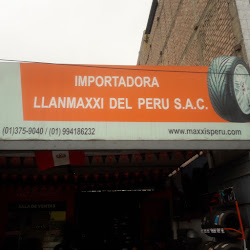 IMPORTADORA
LLANMAXXI DEL PERU S.A.C.
(01)375-9040 / (01) 994186232
www.maxxisperu.com